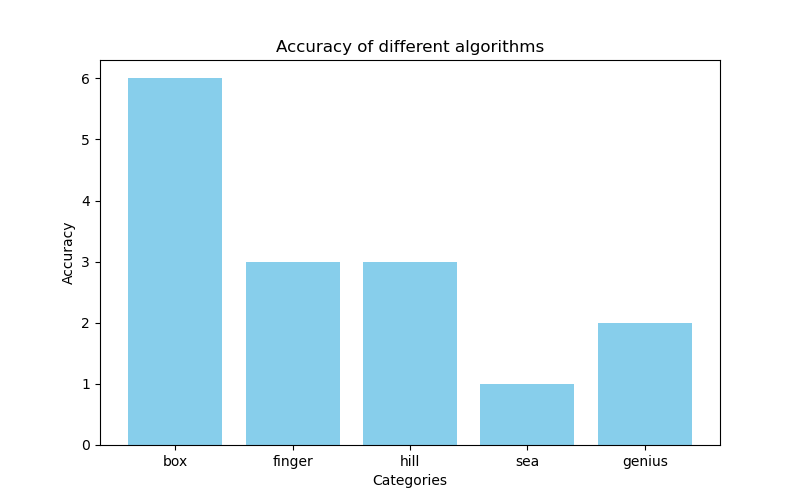 Accuracy of different algorithms
6
5
4
3
2
1
0
Accuracy
box finger hill sea genius
Categories